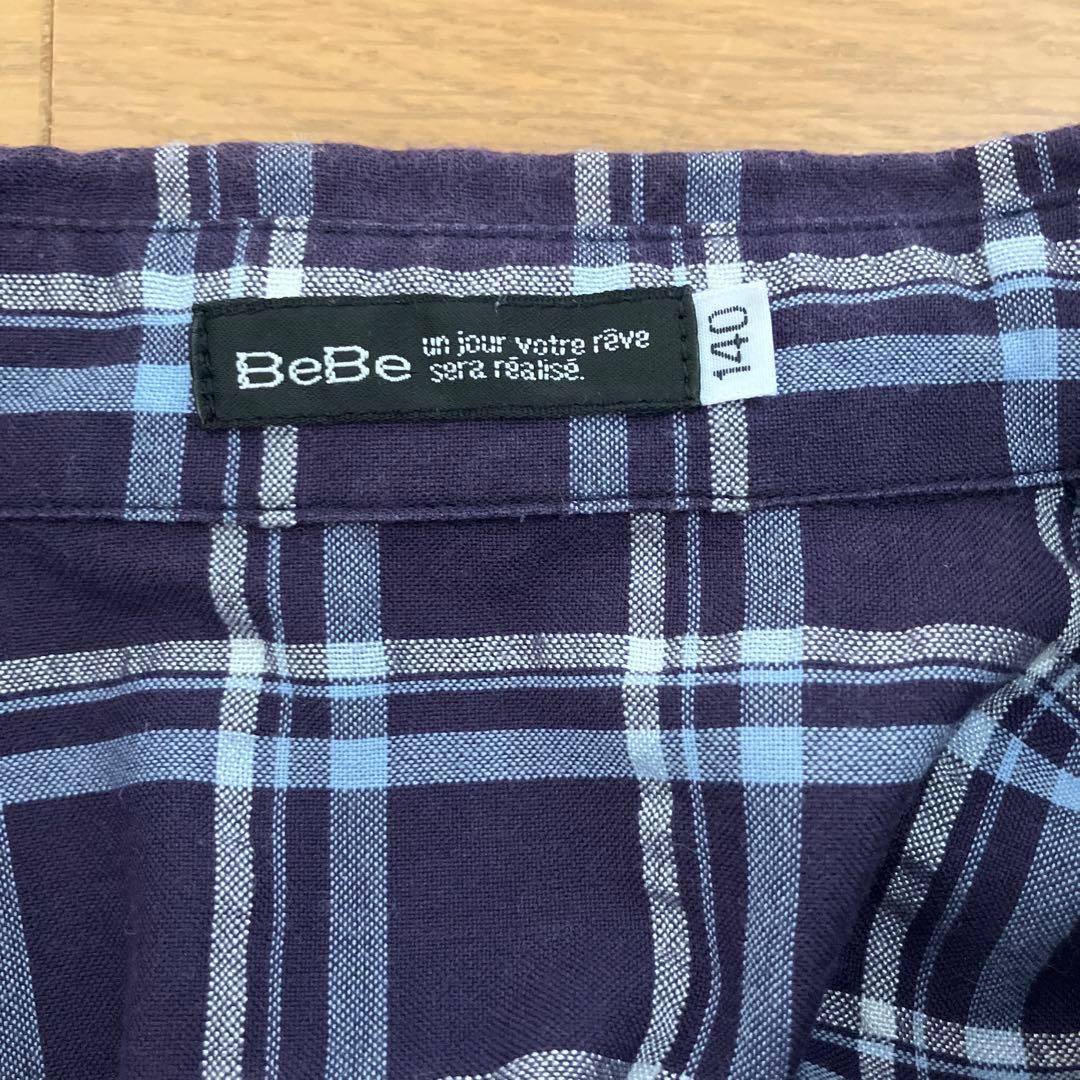 BeBe
un jour votre rêve
sera réalisé.
140